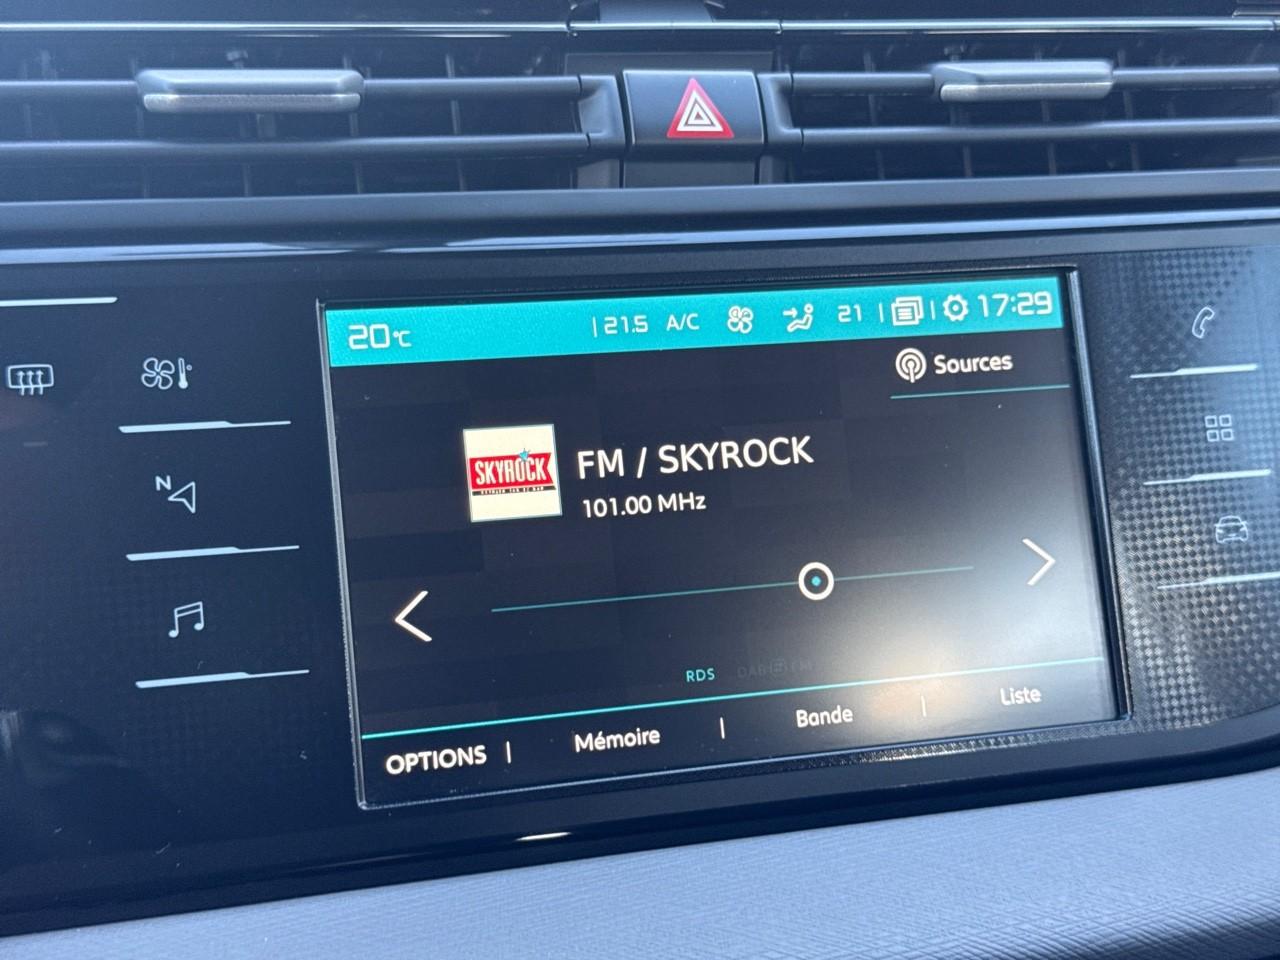 20°C | 21.5 A/C 21 | | 17:29
Sources
SKYROCK
FM / SKYROCK
101.00 MHz
N
RDS
OPTIONS | Mémoire | Bande | Liste